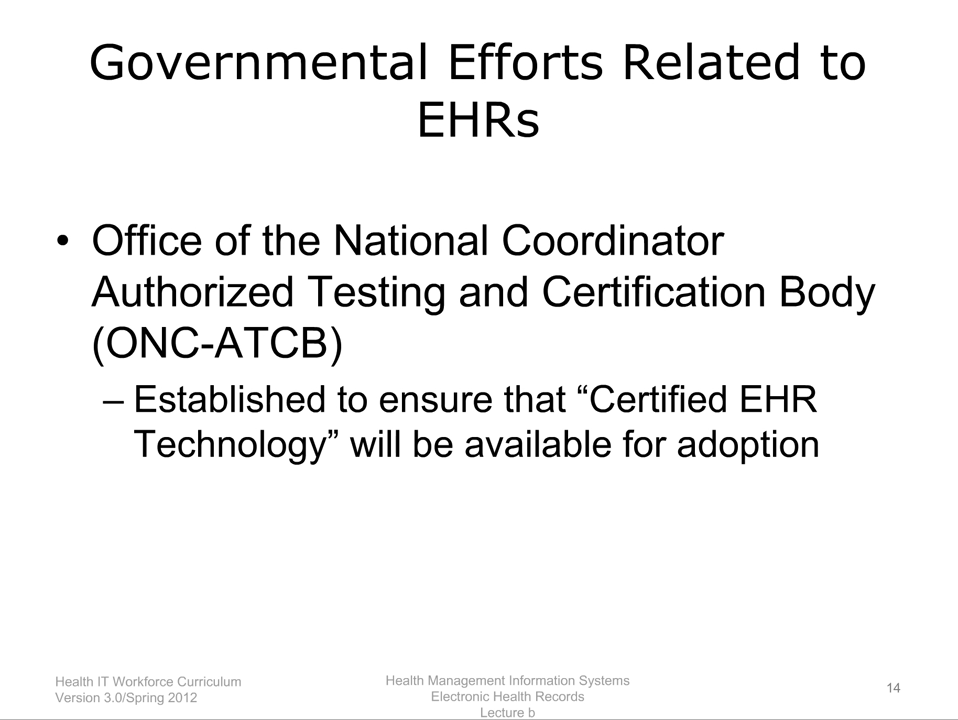 Governmental Efforts Related to
EHRs
• Office of the National Coordinator
Authorized Testing and Certification Body
(ONC-ATCB)
– Established to ensure that “Certified EHR
Technology” will be available for adoption
Health IT Workforce Curriculum
Version 3.0/Spring 2012
Health Management Information Systems
Electronic Health Records
Lecture b
14